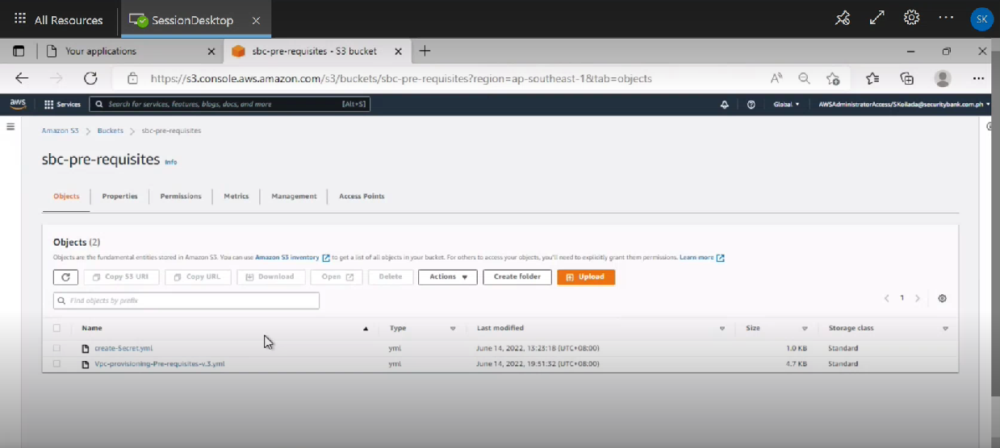 All Resources SessionDesktop SK
Your applications sbc-pre-requisites - S3 bucket
https://s3.console.aws.amazon.com/s3/buckets/sbc-pre-requisites?region=ap-southeast-1&tab=objects
aws Services Search for services, features, blogs, docs, and more [Alt+S] Global AWSAdministratorAccess/SKollada@securitybank.com.ph
Amazon S3 Buckets sbc-pre-requisites
sbc-pre-requisites Info
Objects Properties Permissions Metrics Management Access Points
Objects (2)
Objects are the fundamental entities stored in Amazon S3. You can use Amazon S3 inventory to get a list of all objects in your bucket. For others to access your objects, you'll need to explicitly grant them permissions. Learn more
Copy S3 URI Copy URL Download Open Delete Actions Create folder Upload
Find objects by prefix 1
Name Type Last modified Size Storage class
create-Secret.yml yml June 14, 2022, 13:23:18 (UTC+08:00) 1.0 KB Standard
Vpc-provisioning-Pre-requisites-v.3.yml yml June 14, 2022, 19:51:32 (UTC+08:00) 4.7 KB Standard